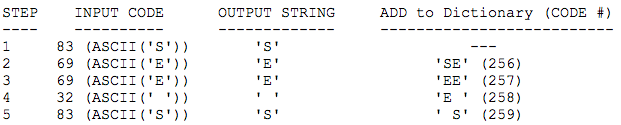 STEP    INPUT CODE      OUTPUT STRING     ADD to Dictionary (CODE #)
----    ----------      -------------     --------------------------
1     83 (ASCII('S'))        'S'                     ---
2     69 (ASCII('E'))        'E'                 'SE' (256)
3     69 (ASCII('E'))        'E'                 'EE' (257)
4     32 (ASCII(' '))        ' '                 'E ' (258)
5     83 (ASCII('S'))        'S'                 ' S' (259)